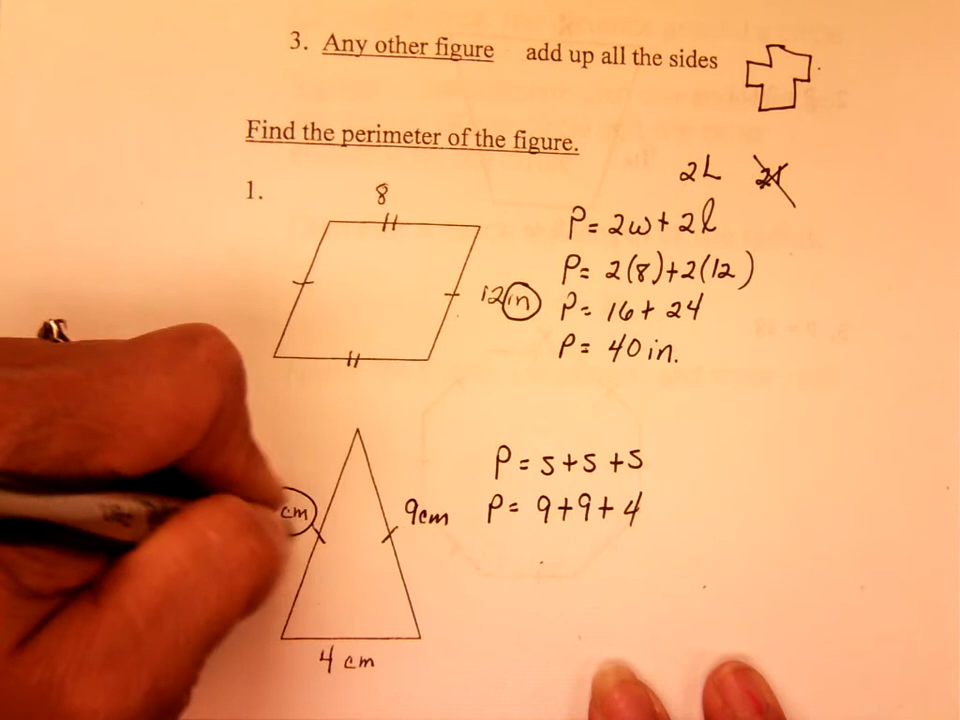 3. Any other figure add up all the sides
Find the perimeter of the figure.
2L
1.
8
P = 2w + 2l
12 in
P = 2(8) + 2(12)
P = 16 + 24
P = 40 in.
P = s + s + s
cm
9cm
P = 9 + 9 + 4
4 cm